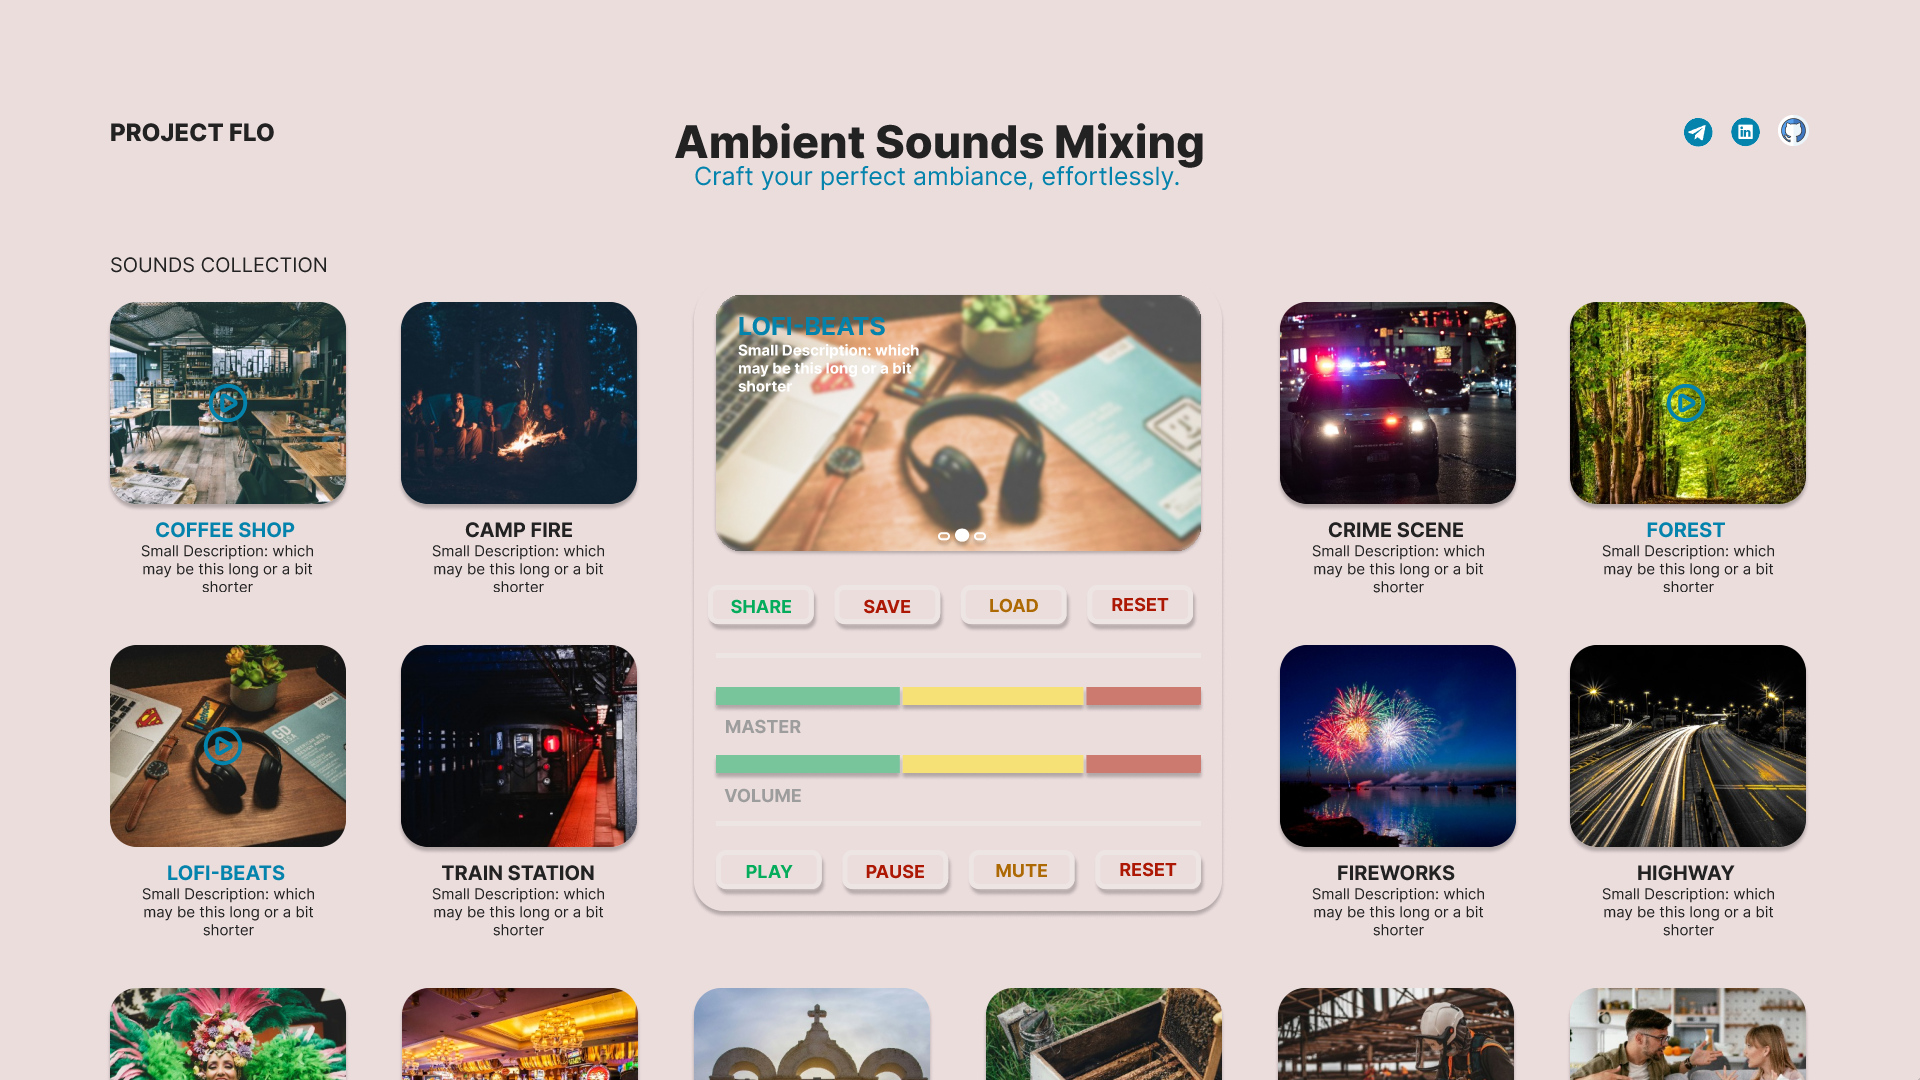 PROJECT FLO
Ambient Sounds Mixing
Craft your perfect ambiance, effortlessly.
in
SOUNDS COLLECTION
COFFEE SHOP
Small Description: which
may be this long or a bit
shorter
CAMP FIRE
Small Description: which
may be this long or a bit
shorter
LOFI-BEATS
Small Description: which
may be this long or a bit
shorter
CRIME SCENE
Small Description: which
may be this long or a bit
shorter
FOREST
Small Description: which
may be this long or a bit
shorter
SHARE
SAVE
LOAD
RESET
MASTER
VOLUME
PLAY
PAUSE
MUTE
RESET
LOFI-BEATS
Small Description: which
may be this long or a bit
shorter
1
TRAIN STATION
Small Description: which
may be this long or a bit
shorter
FIREWORKS
Small Description: which
may be this long or a bit
shorter
HIGHWAY
Small Description: which
may be this long or a bit
shorter